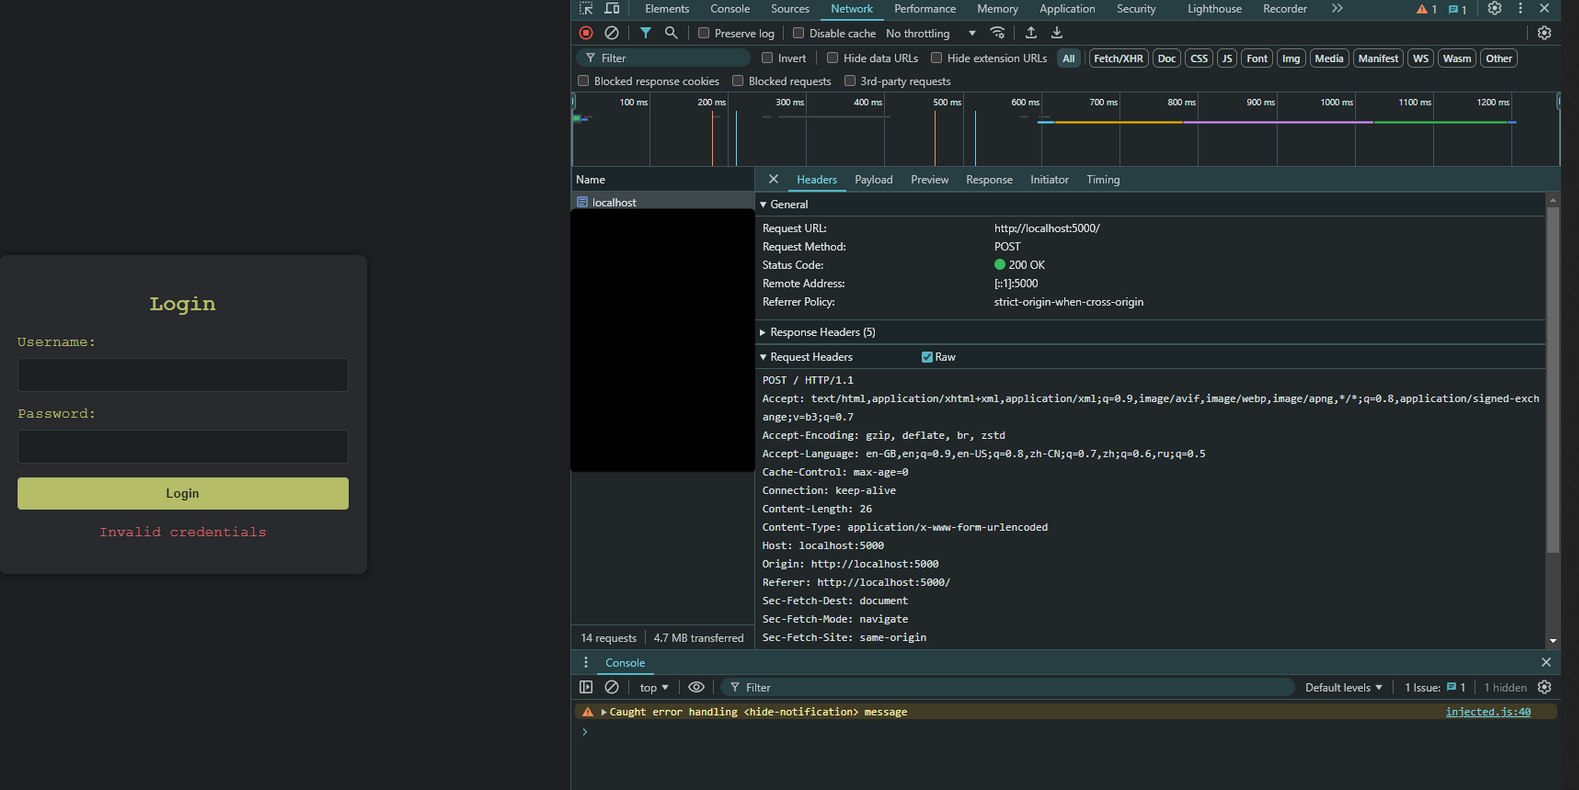 Elements Console Sources Network Performance Memory Application Security Lighthouse Recorder 1 1
Preserve log Disable cache No throttling
Filter Invert Hide data URLs Hide extension URLs All Fetch/XHR Doc CSS JS Font Img Media Manifest WS Wasm Other
Blocked response cookies Blocked requests 3rd-party requests
100 ms 200 ms 300 ms 400 ms 500 ms 600 ms 700 ms 800 ms 900 ms 1000 ms 1100 ms 1200 ms
Name Headers Payload Preview Response Initiator Timing
localhost
General
Request URL: http://localhost:5000/
Request Method: POST
Status Code: 200 OK
Remote Address: [::1]:5000
Referrer Policy: strict-origin-when-cross-origin
Response Headers (5)
Request Headers Raw
POST / HTTP/1.1
Accept: text/html,application/xhtml+xml,application/xml;q=0.9,image/avif,image/webp,image/apng,*/*;q=0.8,application/signed-exch
ange;v=b3;q=0.7
Accept-Encoding: gzip, deflate, br, zstd
Accept-Language: en-GB,en;q=0.9,en-US;q=0.8,zh-CN;q=0.7,zh;q=0.6,ru;q=0.5
Cache-Control: max-age=0
Connection: keep-alive
Content-Length: 26
Content-Type: application/x-www-form-urlencoded
Host: localhost:5000
Origin: http://localhost:5000
Referer: http://localhost:5000/
Sec-Fetch-Dest: document
Sec-Fetch-Mode: navigate
Sec-Fetch-Site: same-origin
14 requests 4.7 MB transferred
Console
top Filter Default levels 1 Issue: 1 1 hidden
Caught error handling <hide-notification> message injected.js:40
Login
Username:
Password:
Login
Invalid credentials